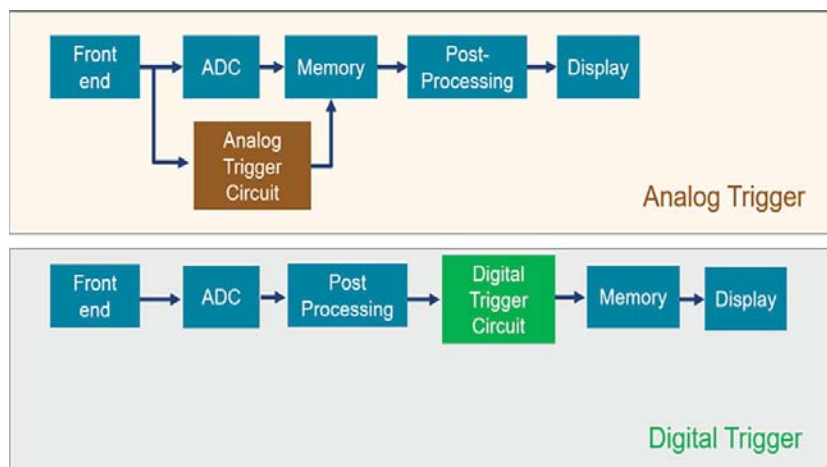 Front
end
ADC
Memory
Post-
Processing
Display
Analog
Trigger
Circuit
Analog Trigger
Front
end
ADC
Post
Processing
Digital
Trigger
Circuit
Memory
Display
Digital Trigger